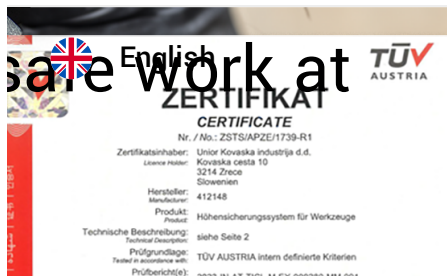 safe work at
English
TÜV
AUSTRIA
ZERTIFIKAT
CERTIFICATE
Nr. / No.: ZSTS/APZE/1739-R1
Zertifikatsinhaber: Unior Kovaska industrija d.d.
Licence Holder: Kovaska cesta 10
3214 Zrece
Slowenien
Hersteller: 412148
Manufacturer:
Produkt: Höhensicherungssystem für Werkzeuge
Product:
Technische Beschreibung: siehe Seite 2
Technical Description:
Prüfgrundlage: TÜV AUSTRIA intern definierte Kriterien
Tested in accordance with:
Prüfbericht(e):